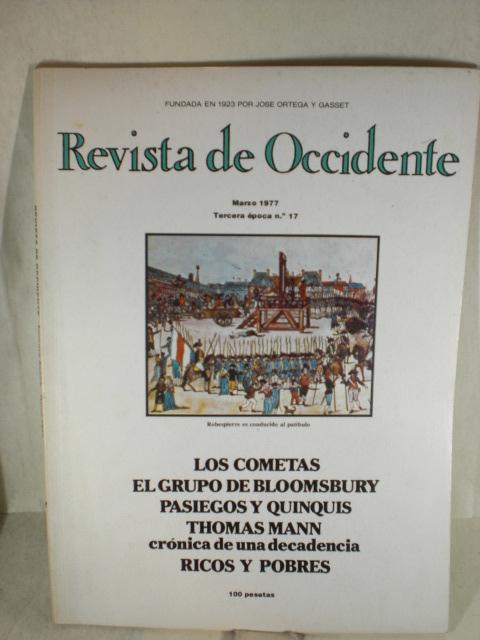 FUNDADA EN 1923 POR JOSE ORTEGA Y GASSET
Revista de Occidente
Marzo 1977
Tercera época n.º 17
Robespierre es conducido al patíbulo
LOS COMETAS
EL GRUPO DE BLOOMSBURY
PASIEGOS Y QUINQUIS
THOMAS MANN
crónica de una decadencia
RICOS Y POBRES
100 pesetas